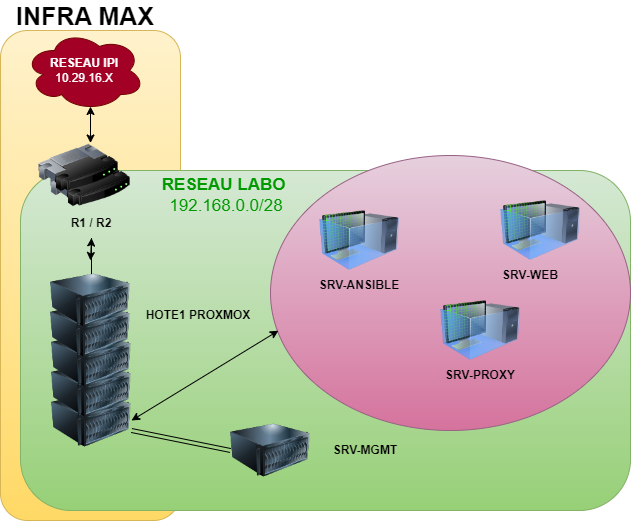 INFRA MAX
RESEAU IPI
10.29.16.X
RESEAU LABO
192.168.0.0/28
R1 / R2
SRV-ANSIBLE
SRV-WEB
HOTE1 PROXMOX
SRV-PROXY
SRV-MGMT